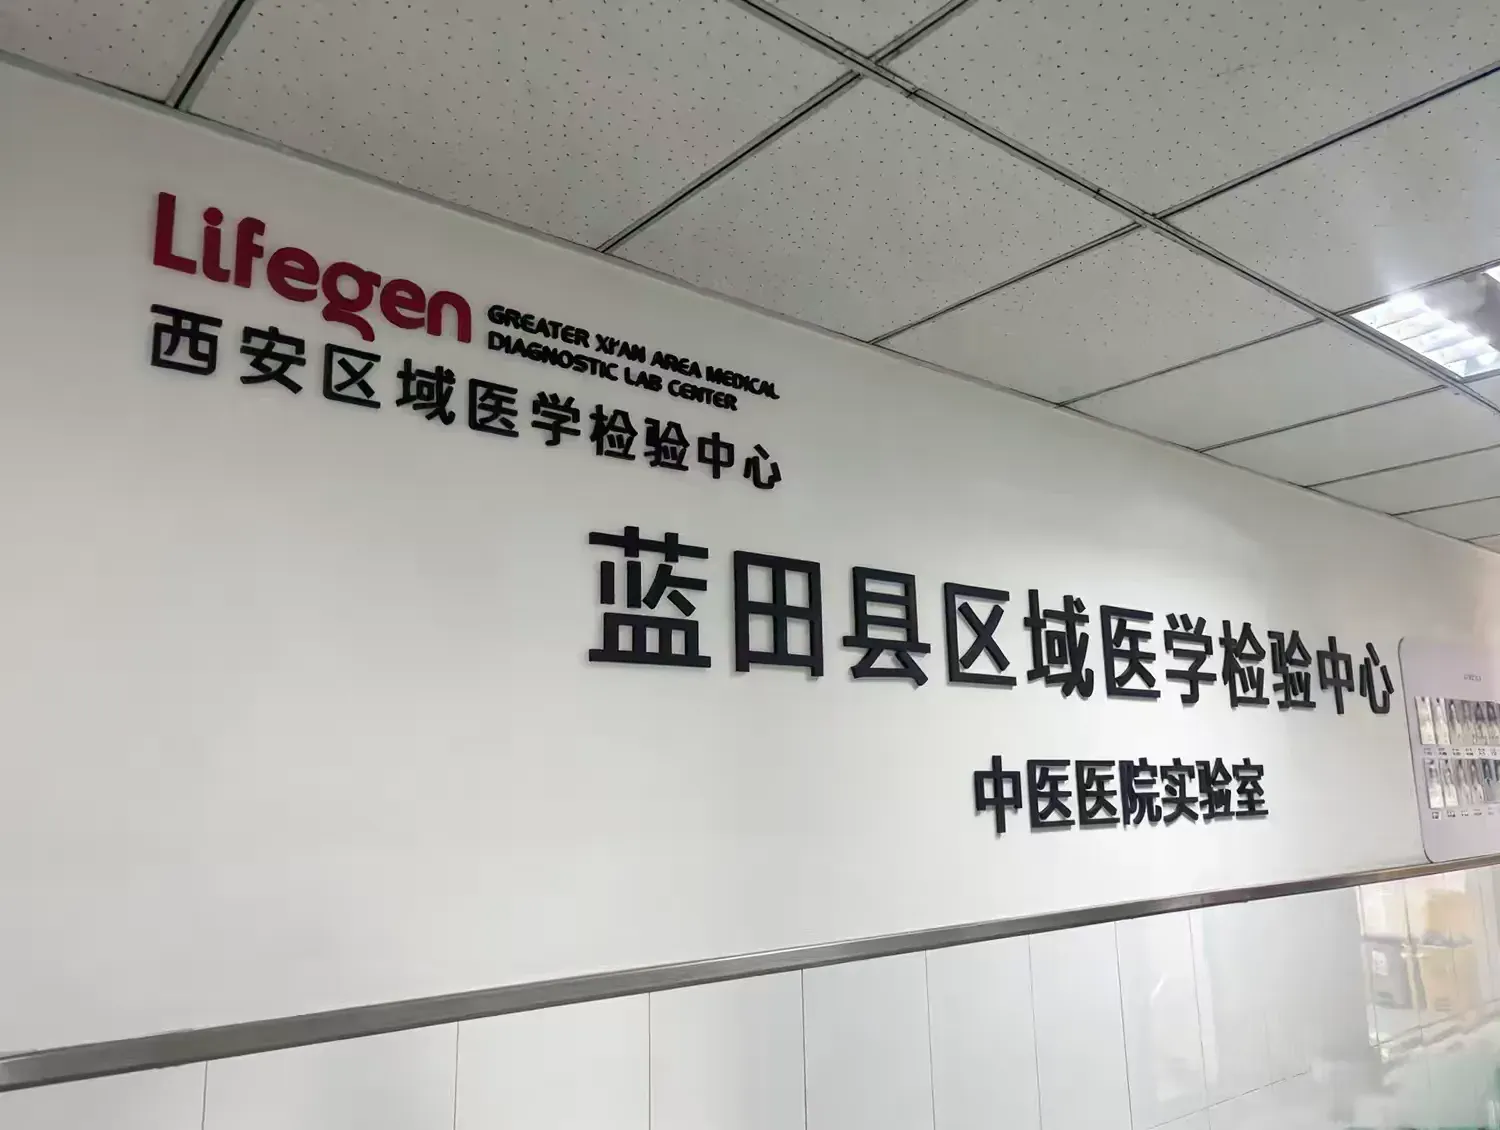 Lifegen
GREATER XI'AN AREA MEDICAL
DIAGNOSTIC LAB CENTER
西安区域医学检验中心
蓝田县区域医学检验中心
中医医院实验室